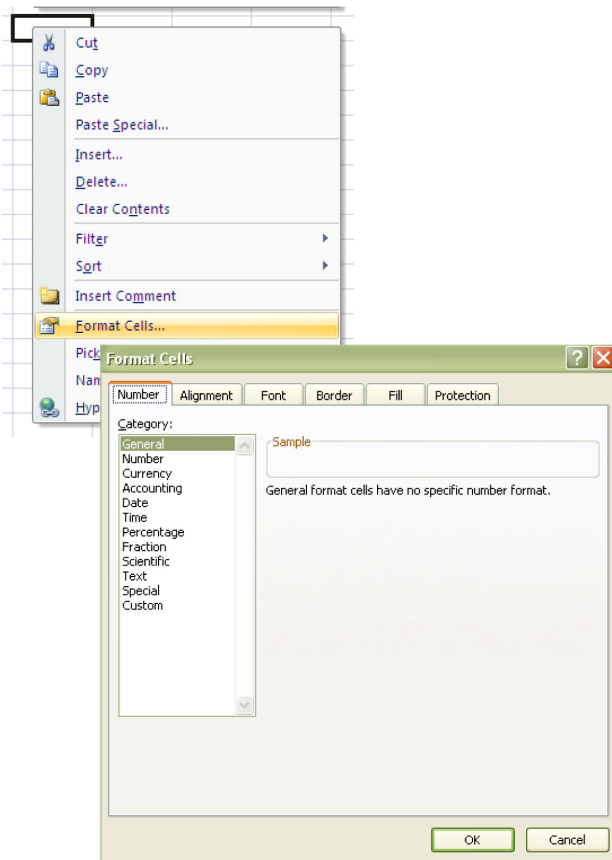 Cut
Copy
Paste
Paste Special...
Insert...
Delete...
Clear Contents
Filter
Sort
Insert Comment
Format Cells...
Pick
Nam
Hyp
Format Cells
Number Alignment Font Border Fill Protection
Category:
General
Number
Currency
Accounting
Date
Time
Percentage
Fraction
Scientific
Text
Special
Custom
Sample
General format cells have no specific number format.
OK Cancel